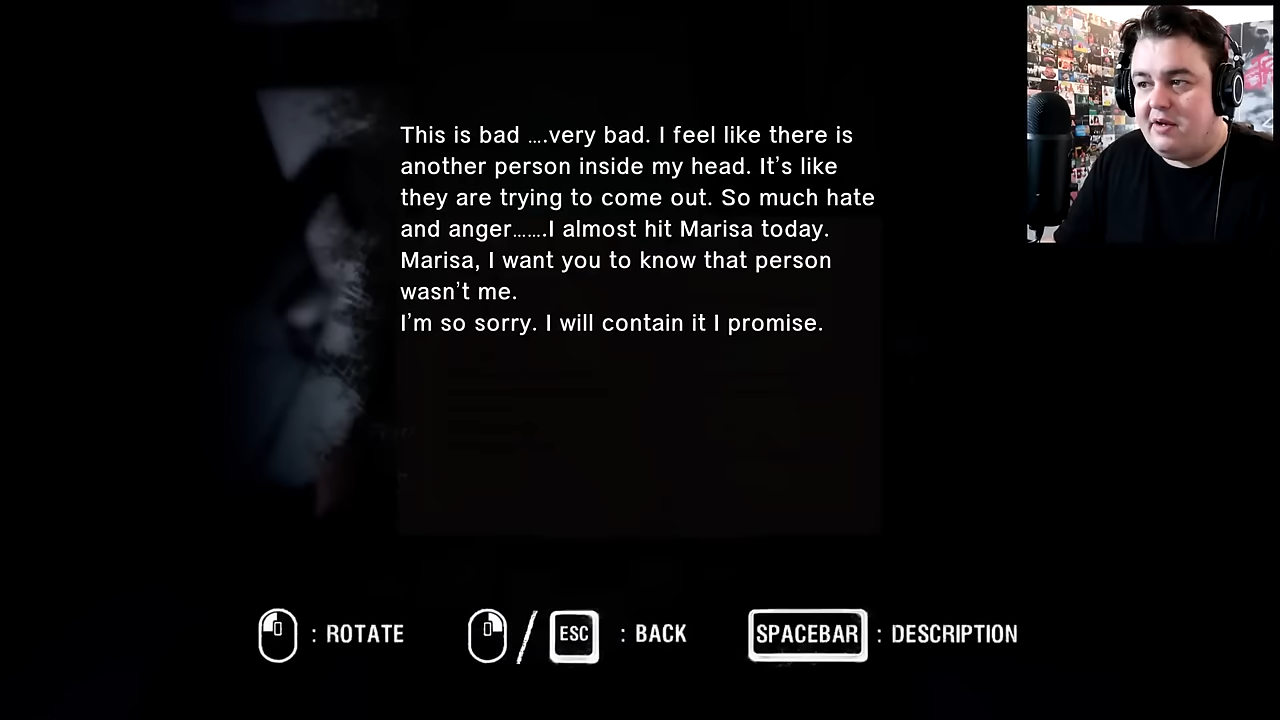 This is bad ....very bad. I feel like there is
another person inside my head. It's like
they are trying to come out. So much hate
and anger.......I almost hit Marisa today.
Marisa, I want you to know that person
wasn't me.
I'm so sorry. I will contain it I promise.
: ROTATE
/ ESC : BACK
SPACEBAR : DESCRIPTION